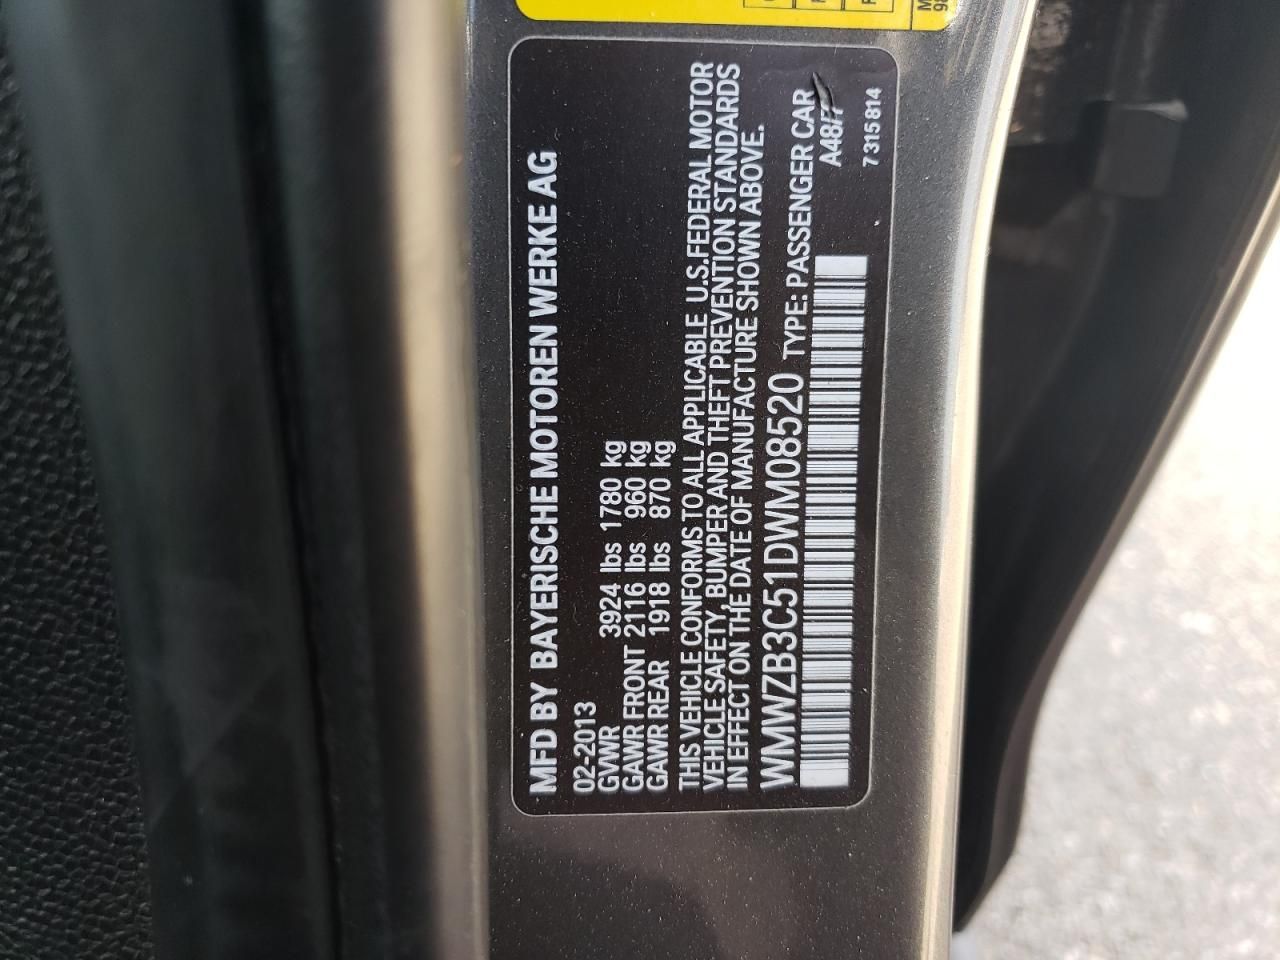 MFD BY BAYERISCHE MOTOREN WERKE AG
02-2013
GVWR 3924 lbs 1780 kg
GAWR FRONT 2116 lbs 960 kg
GAWR REAR 1918 lbs 870 kg
THIS VEHICLE CONFORMS TO ALL APPLICABLE U.S.FEDERAL MOTOR
VEHICLE SAFETY, BUMPER AND THEFT PREVENTION STANDARDS
IN EFFECT ON THE DATE OF MANUFACTURE SHOWN ABOVE.
WMWZB3C51DWM08520 TYPE: PASSENGER CAR
7315814